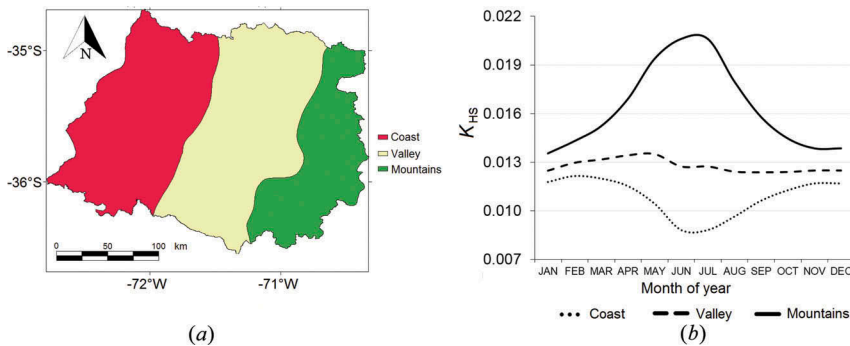 N
-35°S
-36°S
-72°W
-71°W
0 50 100 km
Coast
Valley
Mountains
(a)
K_HS
0.022
0.019
0.016
0.013
0.010
0.007
JAN FEB MAR APR MAY JUN JUL AUG SEP OCT NOV DEC
Month of year
Coast Valley Mountains
(b)